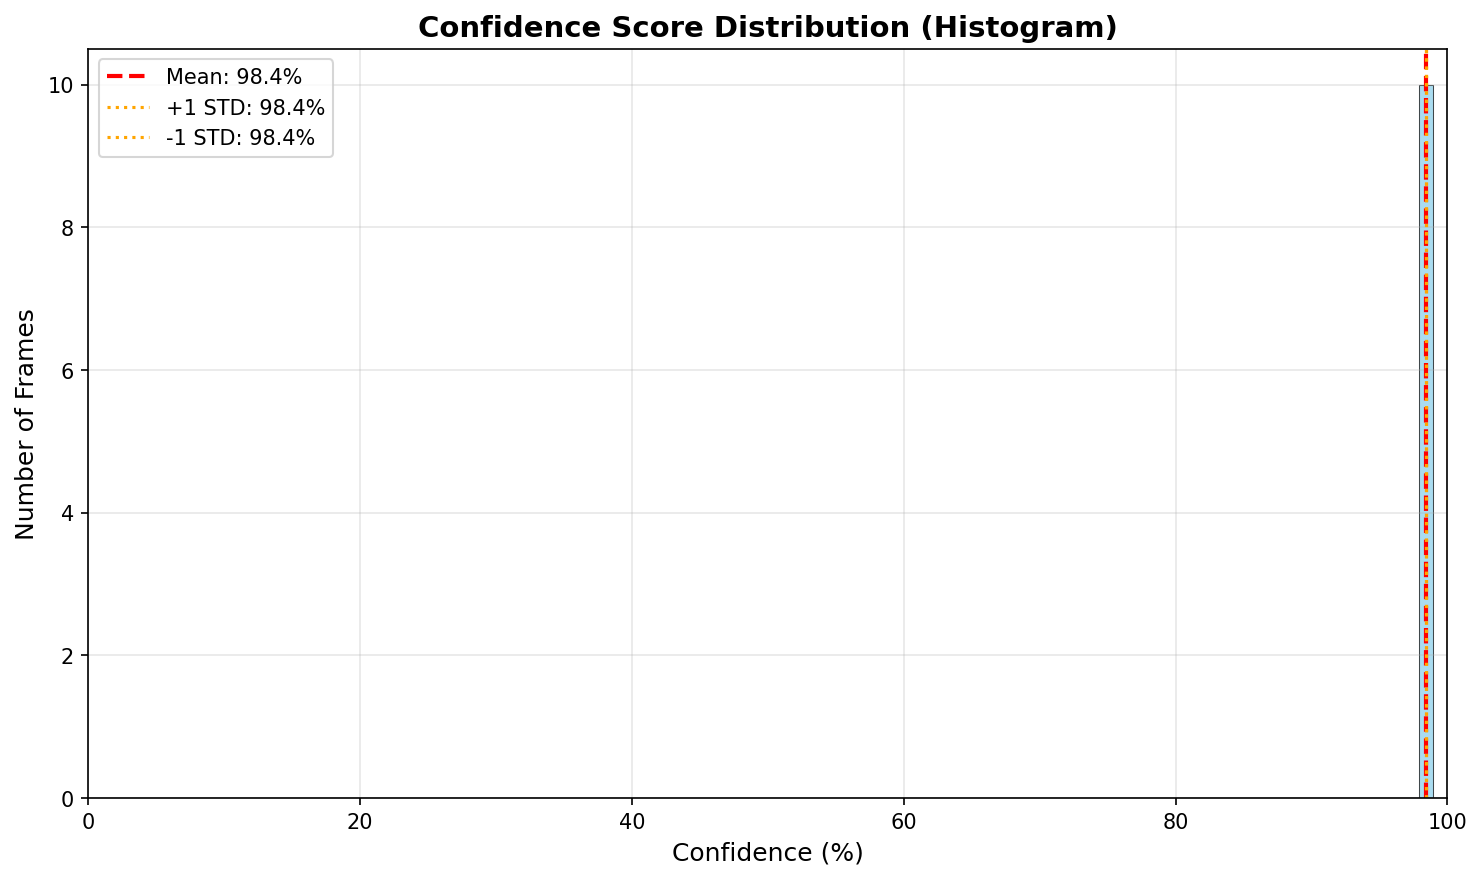 Confidence Score Distribution (Histogram)
Mean: 98.4%
+1 STD: 98.4%
-1 STD: 98.4%
10
8
6
4
2
0
Number of Frames
0 20 40 60 80 100
Confidence (%)